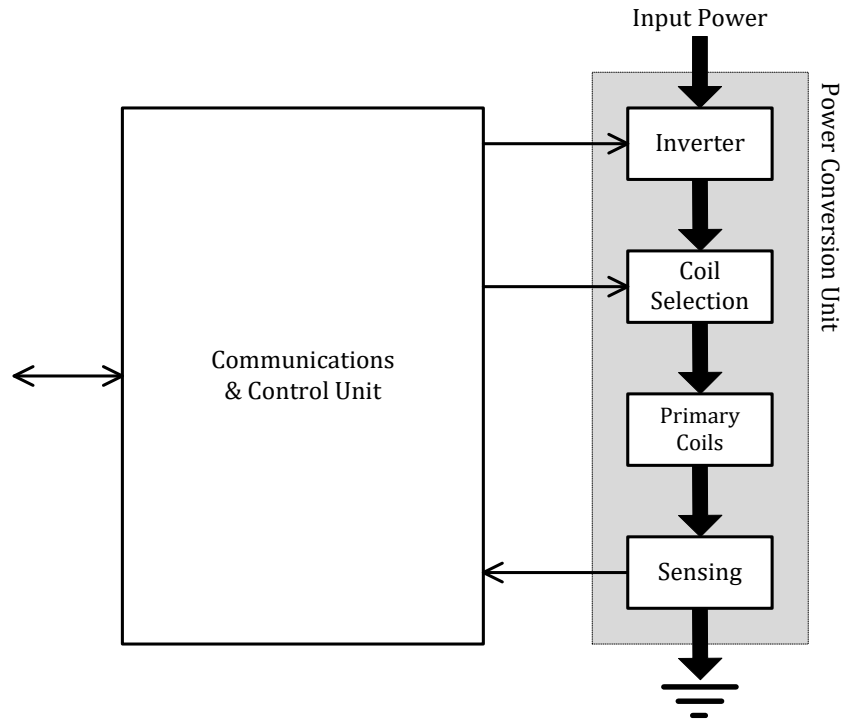 Input Power
Power Conversion Unit
Inverter
Coil
Selection
Communications
& Control Unit
Primary
Coils
Sensing